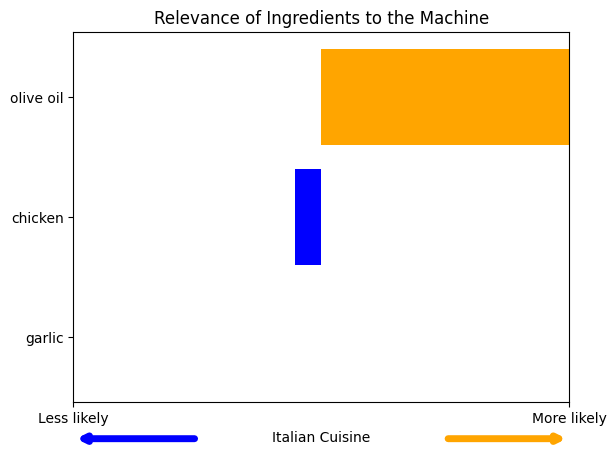 Relevance of Ingredients to the Machine
olive oil
chicken
garlic
Less likely
More likely
Italian Cuisine